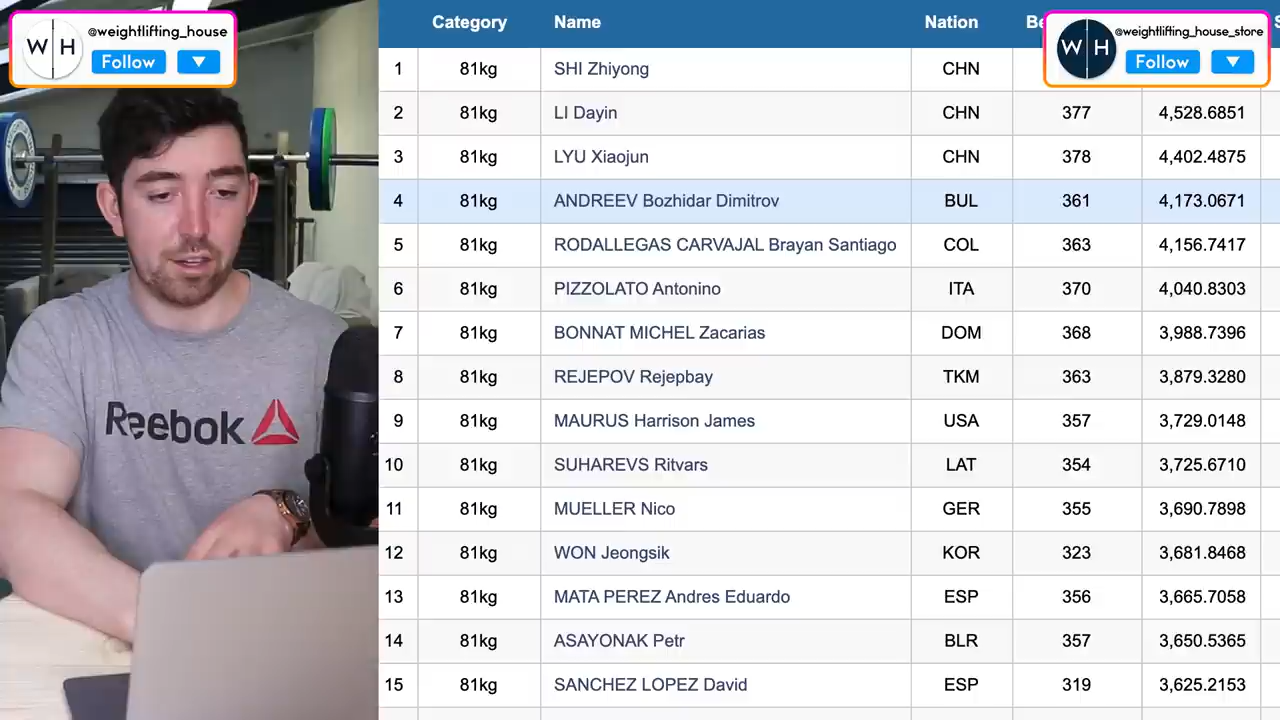 W H @weightlifting_house
Follow
W H @weightlifting_house_store
Follow
Reebok
Category Name Nation
1 81kg SHI Zhiyong CHN
2 81kg LI Dayin CHN 377 4,528.6851
3 81kg LYU Xiaojun CHN 378 4,402.4875
4 81kg ANDREEV Bozhidar Dimitrov BUL 361 4,173.0671
5 81kg RODALLEGAS CARVAJAL Brayan Santiago COL 363 4,156.7417
6 81kg PIZZOLATO Antonino ITA 370 4,040.8303
7 81kg BONNAT MICHEL Zacarias DOM 368 3,988.7396
8 81kg REJEPOV Rejepbay TKM 363 3,879.3280
9 81kg MAURUS Harrison James USA 357 3,729.0148
10 81kg SUHAREVS Ritvars LAT 354 3,725.6710
11 81kg MUELLER Nico GER 355 3,690.7898
12 81kg WON Jeongsik KOR 323 3,681.8468
13 81kg MATA PEREZ Andres Eduardo ESP 356 3,665.7058
14 81kg ASAYONAK Petr BLR 357 3,650.5365
15 81kg SANCHEZ LOPEZ David ESP 319 3,625.2153